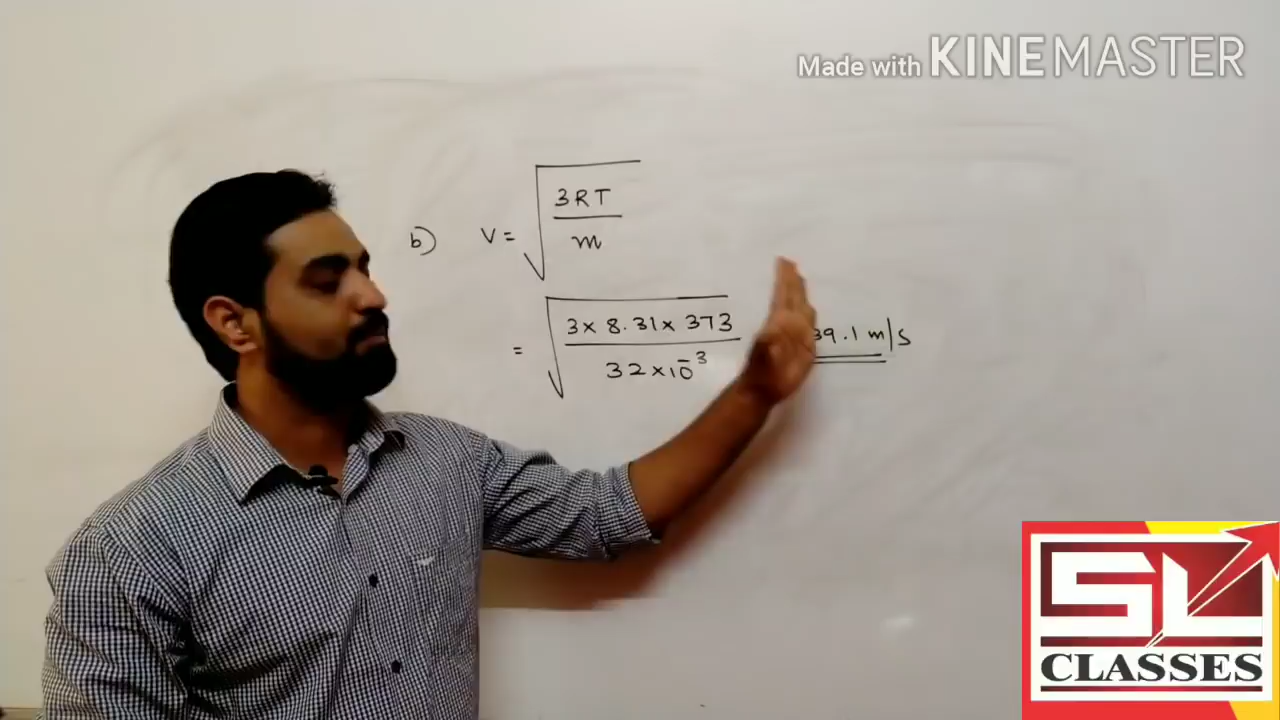 Made with KINEMASTER
b) V = √(3RT / m)
= √(3 × 8.31 × 373 / 32 × 10⁻³) 39.1 m/s
SL
CLASSES